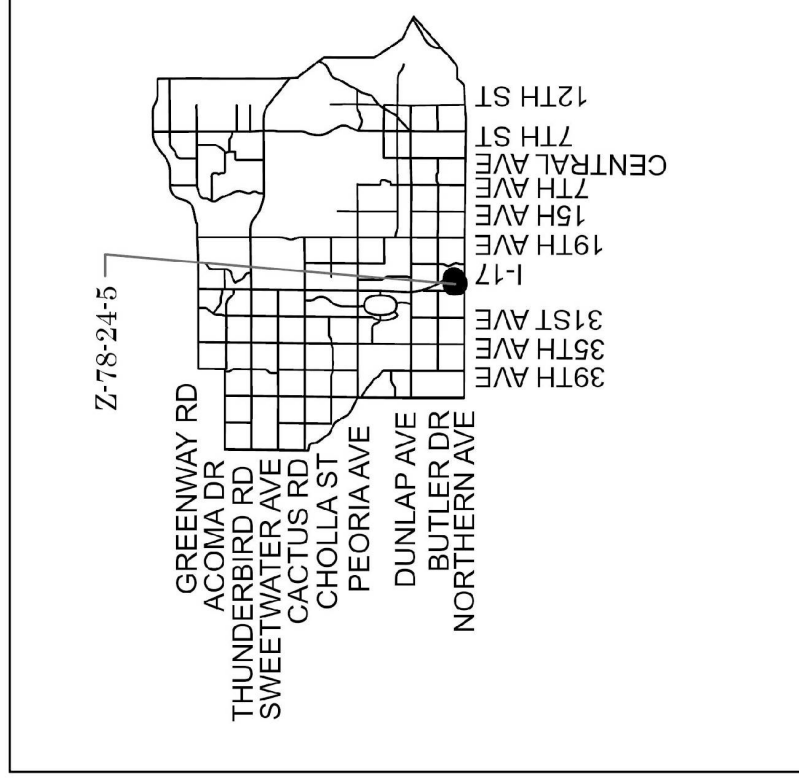 Z-78-24-5
GREENWAY RD
ACOMA DR
THUNDERBIRD RD
SWEETWATER AVE
CACTUS RD
CHOLLA ST
PEORIA AVE
DUNLAP AVE
BUTLER DR
NORTHERN AVE
39TH AVE
35TH AVE
31ST AVE
I-17
19TH AVE
15H AVE
7TH AVE
CENTRAL AVE
7TH ST
12TH ST